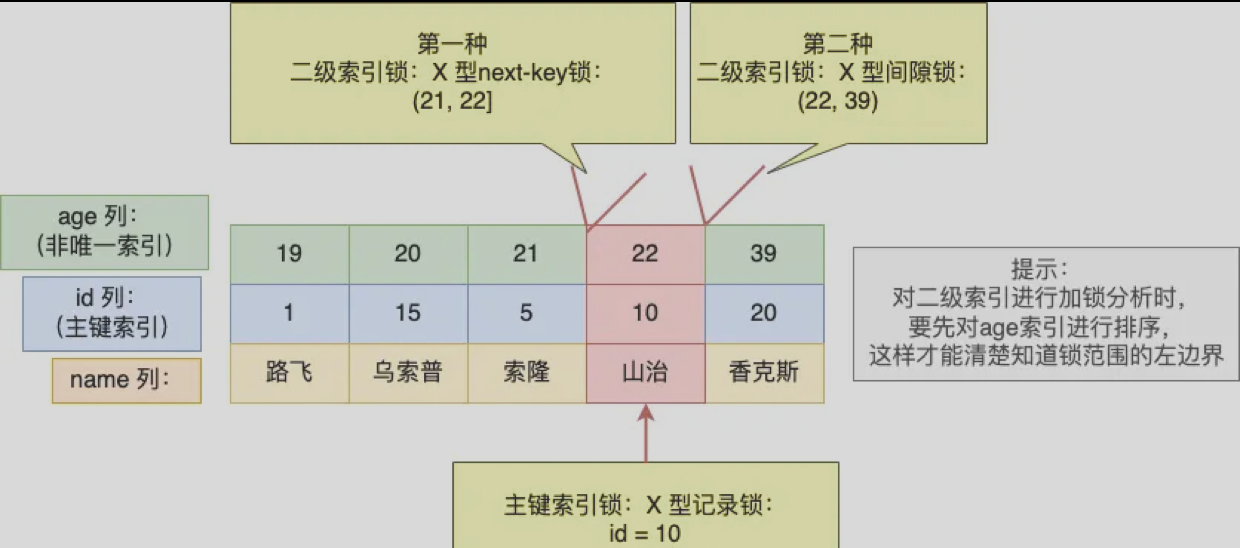 第一种
二级索引锁：X 型next-key锁：
(21, 22]
第二种
二级索引锁：X 型间隙锁：
(22, 39)
age 列：
（非唯一索引）
19 20 21 22 39
id 列：
（主键索引）
1 15 5 10 20
name 列：
路飞 乌索普 索隆 山治 香克斯
提示：
对二级索引进行加锁分析时，
要先对age索引进行排序，
这样才能清楚知道锁范围的左边界
主键索引锁：X 型记录锁：
id = 10